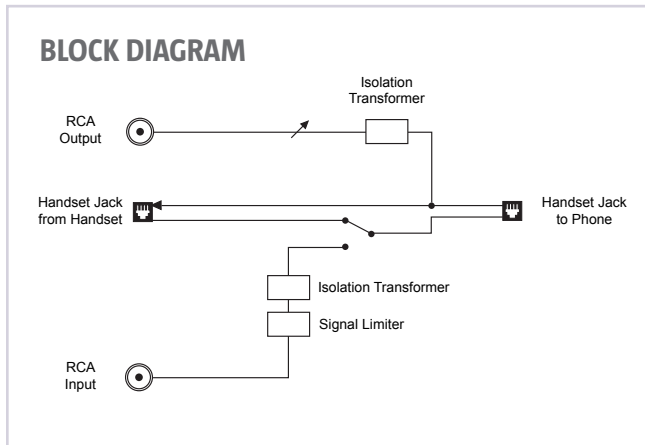 BLOCK DIAGRAM
Isolation
Transformer
RCA
Output
Handset Jack
from Handset
Handset Jack
to Phone
Isolation Transformer
Signal Limiter
RCA
Input